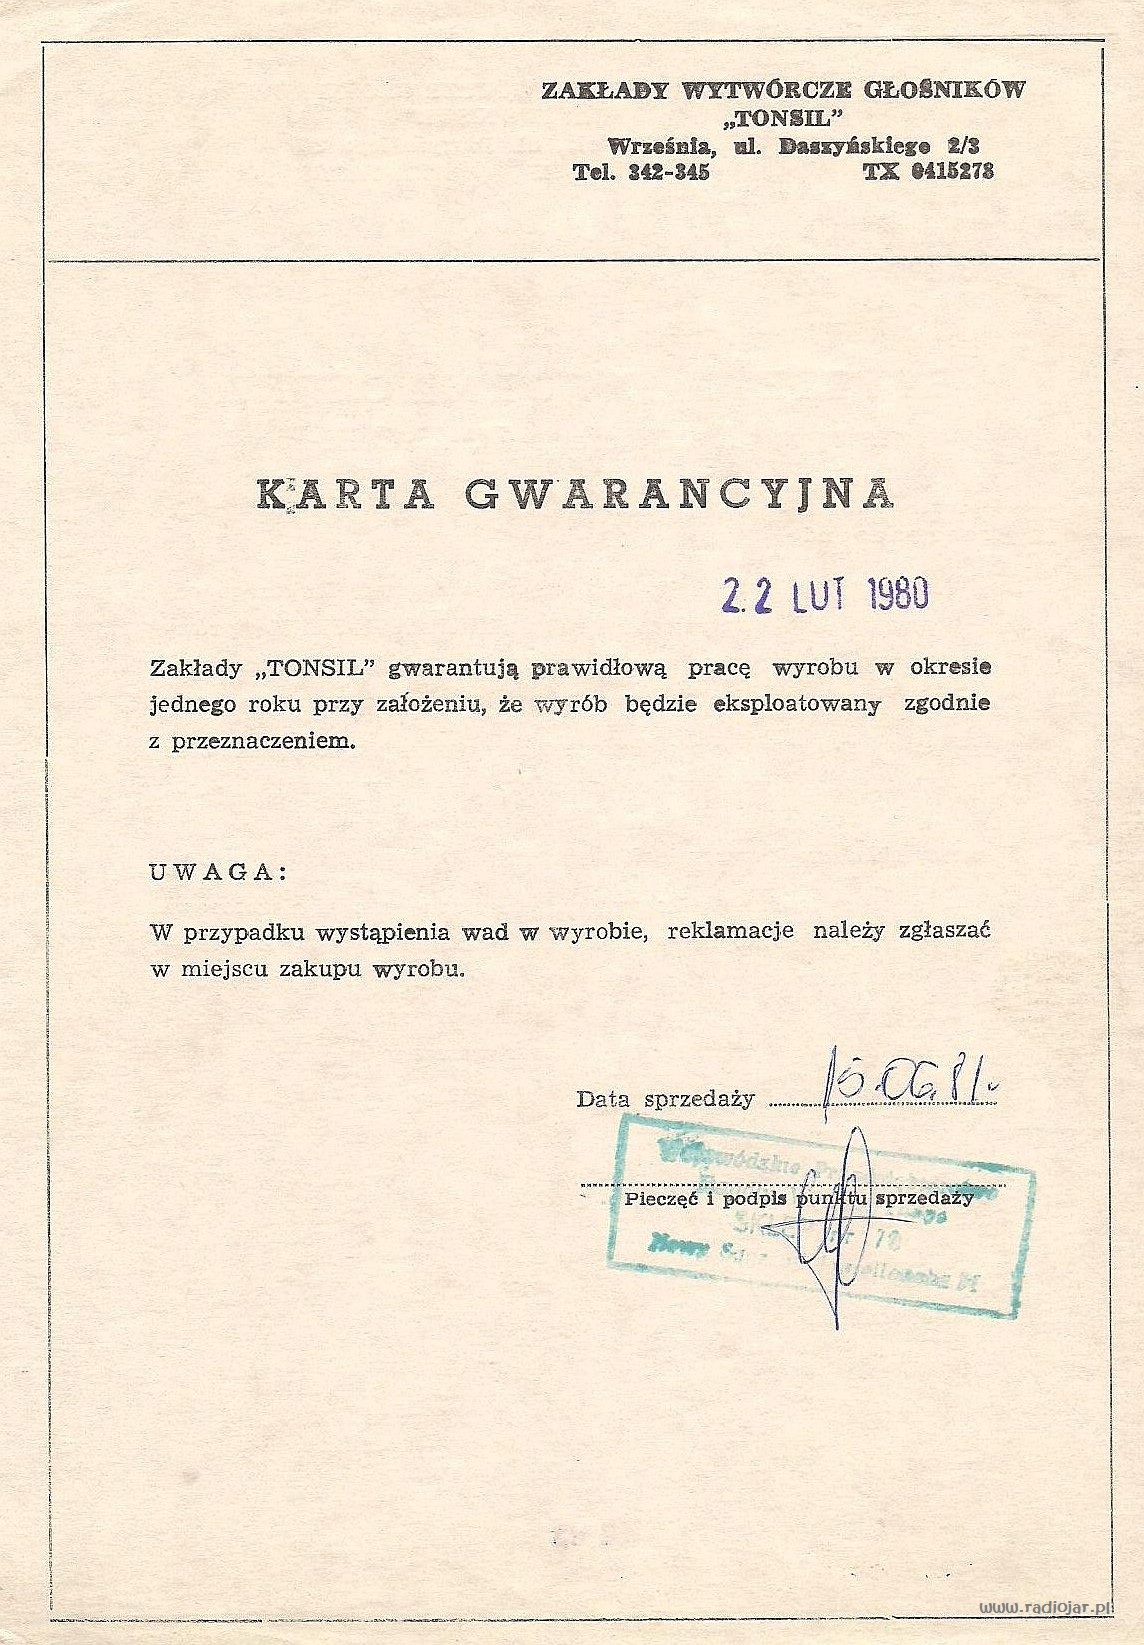 ZAKŁADY WYTWÓRCZE GŁOŚNIKÓW
„TONSIL”
Września, ul. Daszyńskiego 2/3
Tel. 342-345 TX 0415278
KARTA GWARANCYJNA
22 LUT 1980
Zakłady „TONSIL” gwarantują prawidłową pracę wyrobu w okresie
jednego roku przy założeniu, że wyrób będzie eksploatowany zgodnie
z przeznaczeniem.
UWAGA:
W przypadku wystąpienia wad w wyrobie, reklamacje należy zgłaszać
w miejscu zakupu wyrobu.
Data sprzedaży 15.06.81.
Wojewódzkie
Pieczęć i podpis punktu sprzedaży
78
www.radiojar.pl